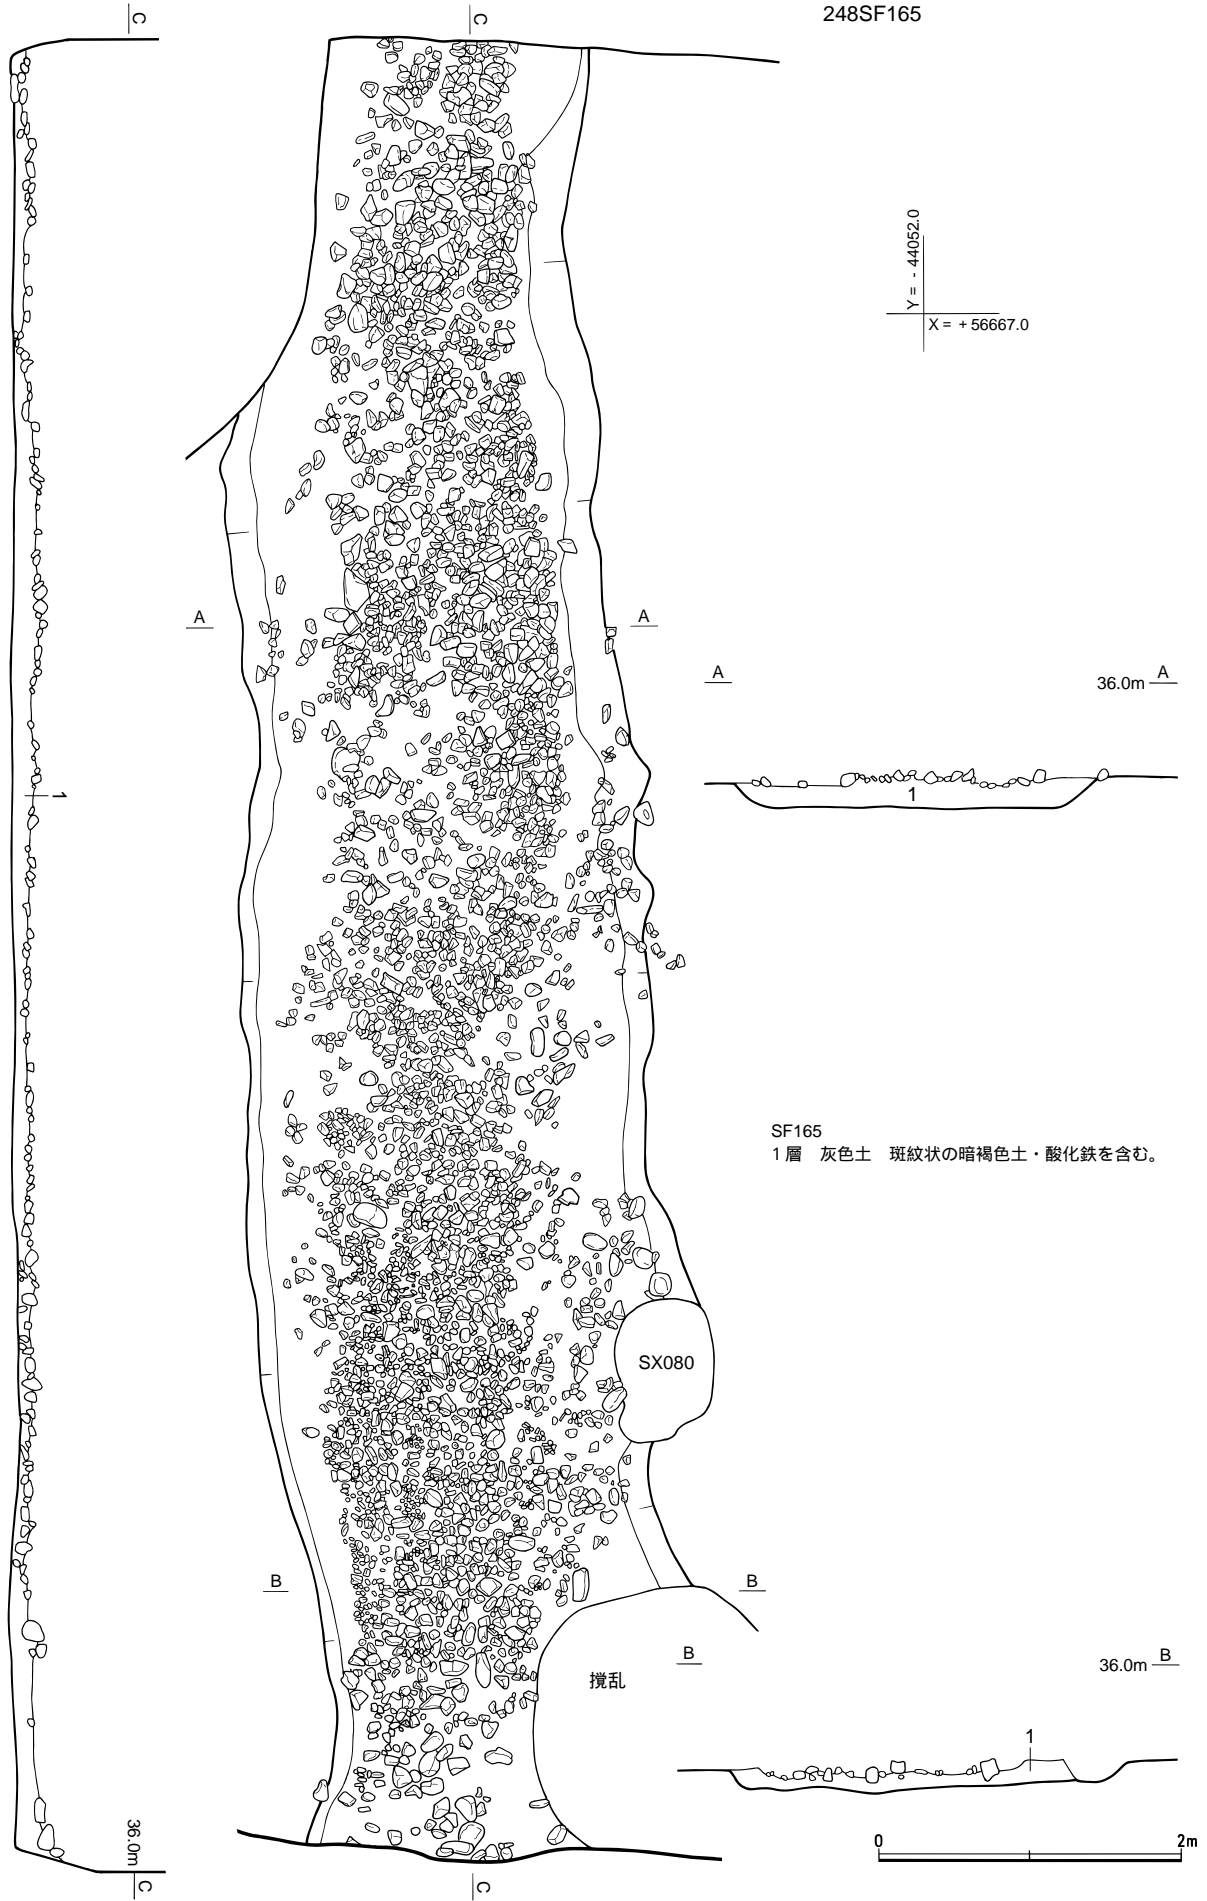 248SF165
C
C
Y = - 44052.0
X = + 56667.0
A
A
A
36.0m
A
1
1
SF165
1層　灰色土　斑紋状の暗褐色土・酸化鉄を含む。
SX080
B
B
B
36.0m
B
撹乱
1
36.0m
C
C
0
2m